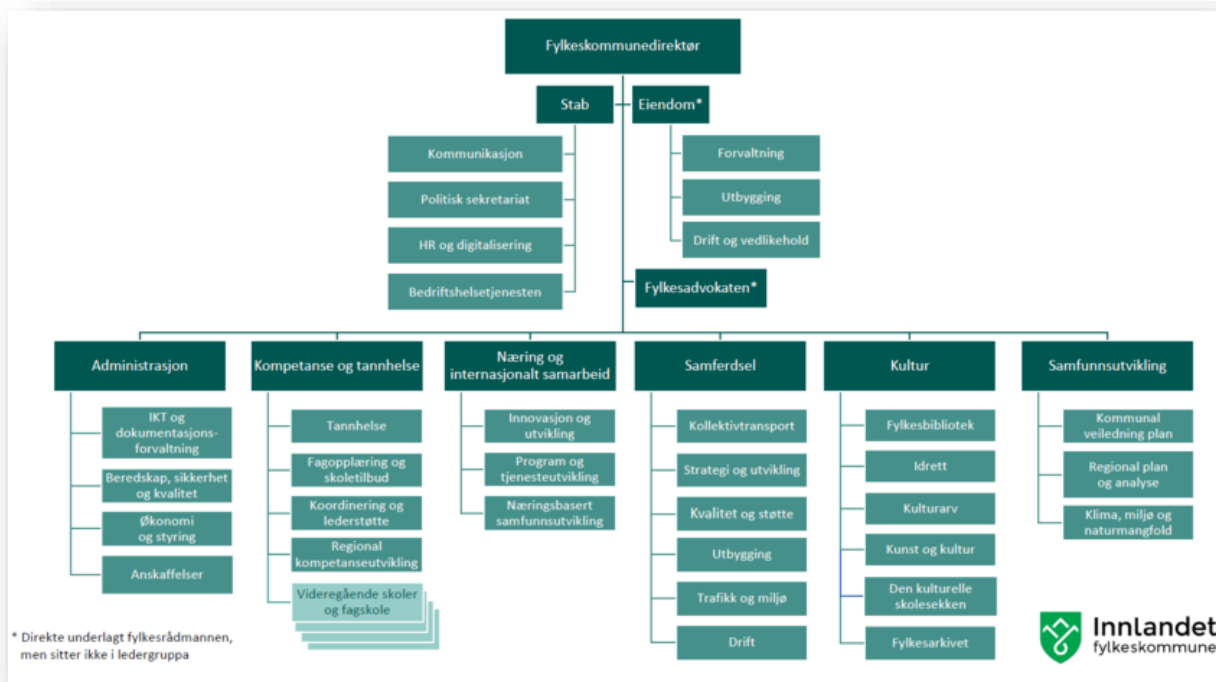 Fylkeskommunedirektør
Stab
Eiendom*
Kommunikasjon
Politisk sekretariat
HR og digitalisering
Bedriftshelsetjenesten
Forvaltning
Utbygging
Drift og vedlikehold
Fylkesadvokaten*
Administrasjon
IKT og
dokumentasjons-
forvaltning
Beredskap, sikkerhet
og kvalitet
Økonomi
og styring
Anskaffelser
Kompetanse og tannhelse
Tannhelse
Fagopplæring og
skoletilbud
Koordinering og
lederstøtte
Regional
kompetanseutvikling
Videregående skoler
og fagskole
Næring og
internasjonalt samarbeid
Innovasjon og
utvikling
Program og
tjenesteutvikling
Næringsbasert
samfunnsutvikling
Samferdsel
Kollektivtransport
Strategi og utvikling
Kvalitet og støtte
Utbygging
Trafikk og miljø
Drift
Kultur
Fylkesbibliotek
Idrett
Kulturarv
Kunst og kultur
Den kulturelle
skolesekken
Fylkesarkivet
Samfunnsutvikling
Kommunal
veiledning plan
Regional plan
og analyse
Klima, miljø og
naturmangfold
* Direkte underlagt fylkesrådmannen,
men sitter ikke i ledergruppa
Innlandet
fylkeskommune